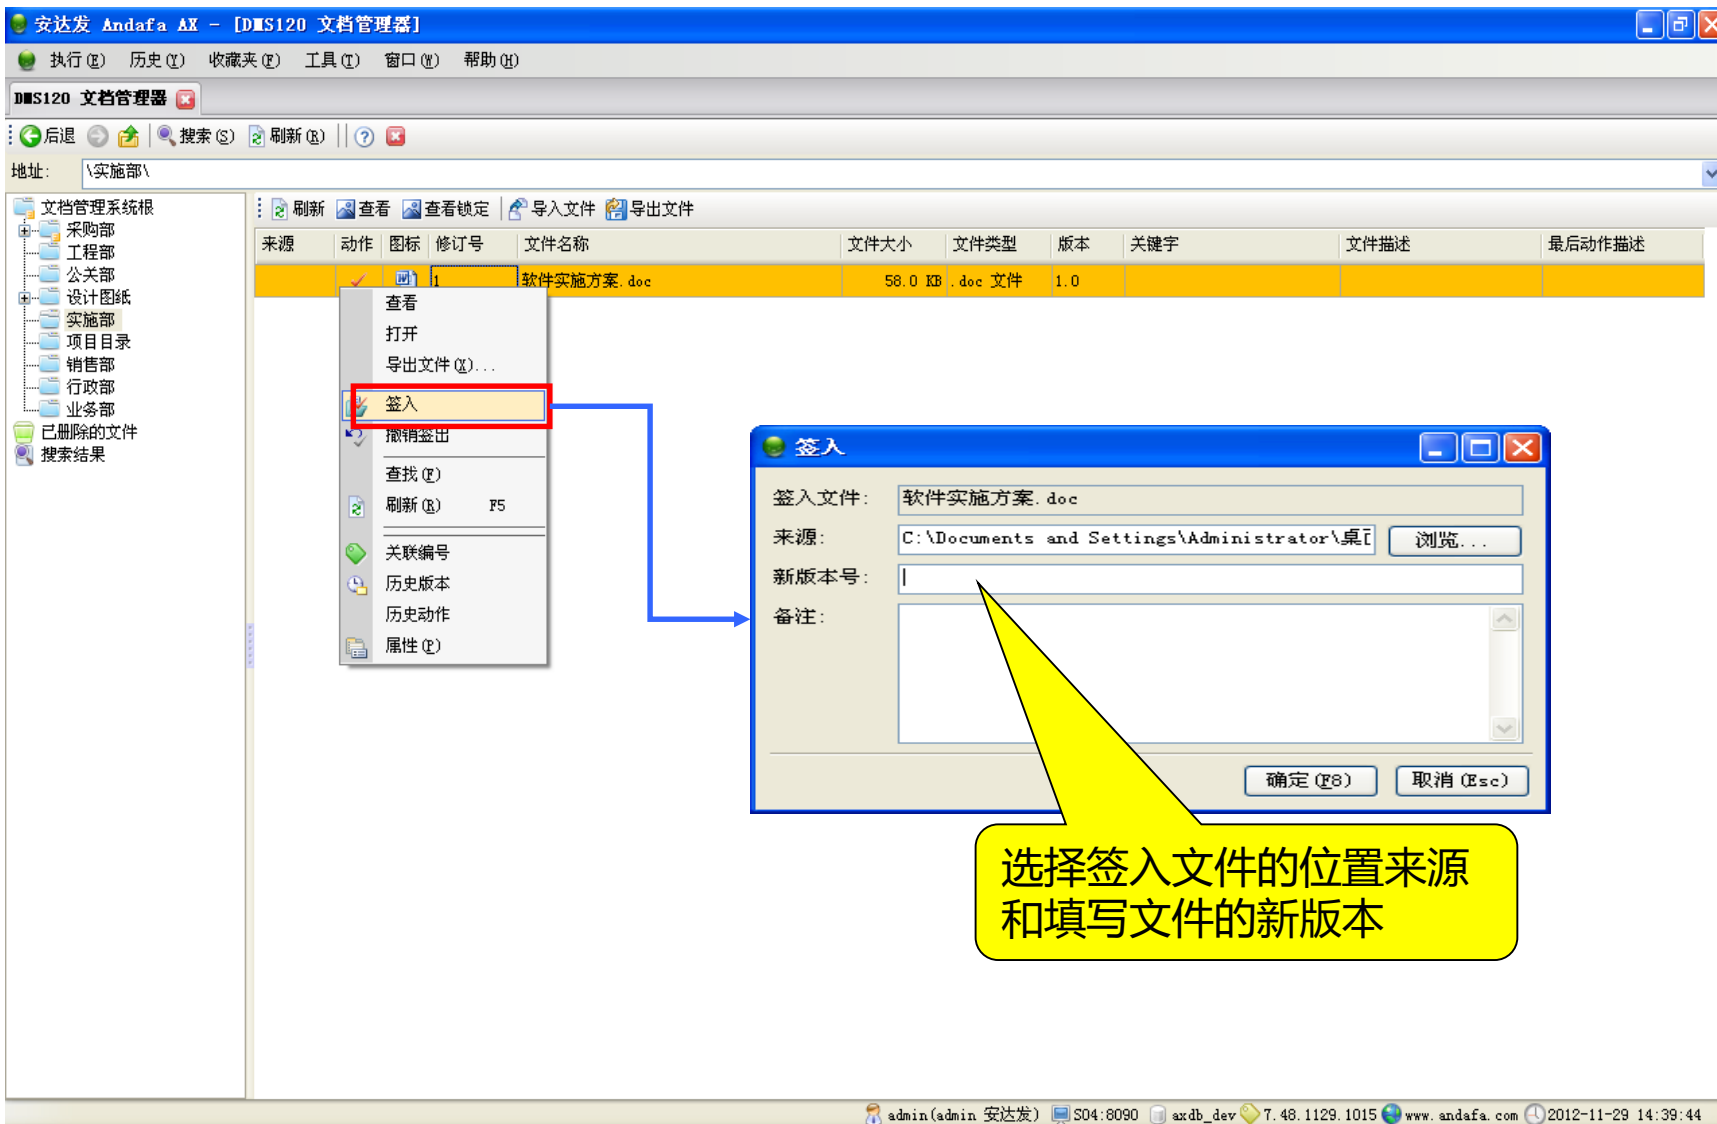 安达发 Andafa AX - [DMS120 文档管理器]
执行(E) 历史(Y) 收藏夹(F) 工具(T) 窗口(W) 帮助(H)
DMS120 文档管理器
后退 搜索(S) 刷新(R)
地址: \实施部\
文档管理系统根
采购部
工程部
公关部
设计图纸
实施部
项目目录
销售部
行政部
业务部
已删除的文件
搜索结果
刷新 查看 查看锁定 导入文件 导出文件
来源 动作 图标 修订号 文件名称 文件大小 文件类型 版本 关键字 文件描述 最后动作描述
1 软件实施方案.doc 58.0 KB .doc 文件 1.0
查看
打开
导出文件(X)...
签入
撤销签出
查找(F)
刷新(R) F5
关联编号
历史版本
历史动作
属性(P)
签入
签入文件: 软件实施方案.doc
来源: C:\Documents and Settings\Administrator\桌 浏览...
新版本号:
备注:
确定(F8) 取消(Esc)
选择签入文件的位置来源
和填写文件的新版本
admin(admin 安达发) S04:8090 axdb_dev 7.48.1129.1015 www.andafa.com 2012-11-29 14:39:44